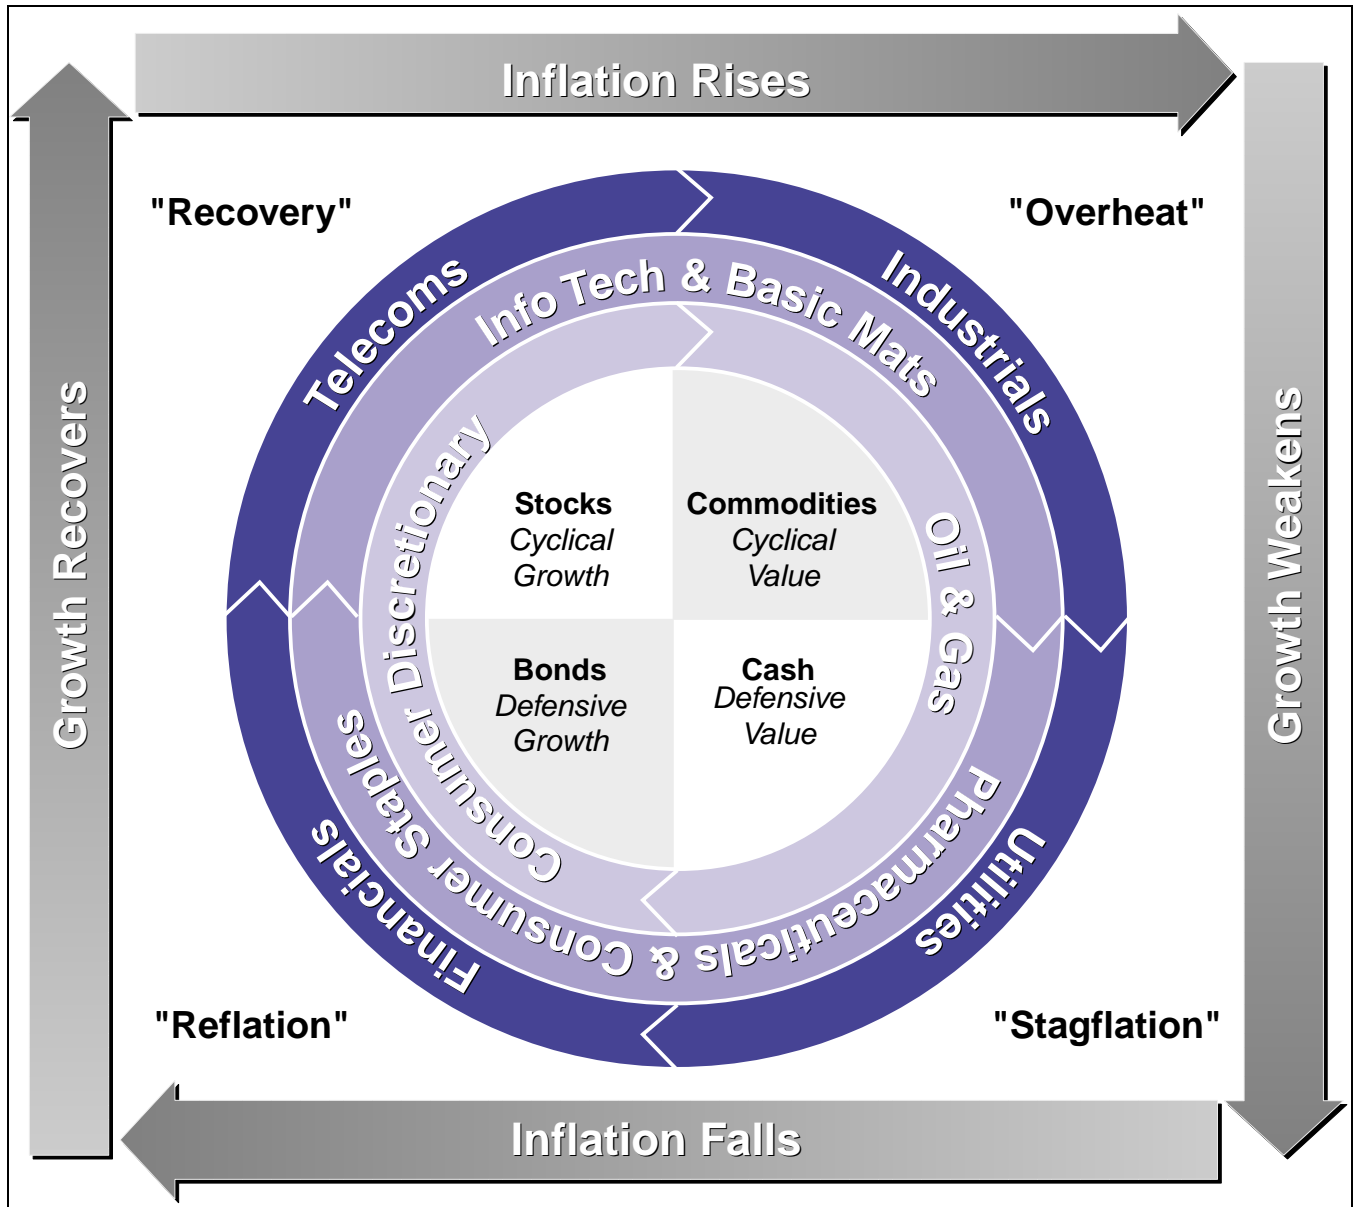 Inflation Rises
"Recovery"
"Overheat"
Growth Recovers
Growth Weakens
Telecoms
Info Tech & Basic Mats
Industrials
Consumer Discretionary
Oil & Gas
Stocks
Cyclical
Growth
Commodities
Cyclical
Value
Bonds
Defensive
Growth
Cash
Defensive
Value
Financials
Pharmaceuticals & Consumer Staples
Utilities
"Reflation"
"Stagflation"
Inflation Falls